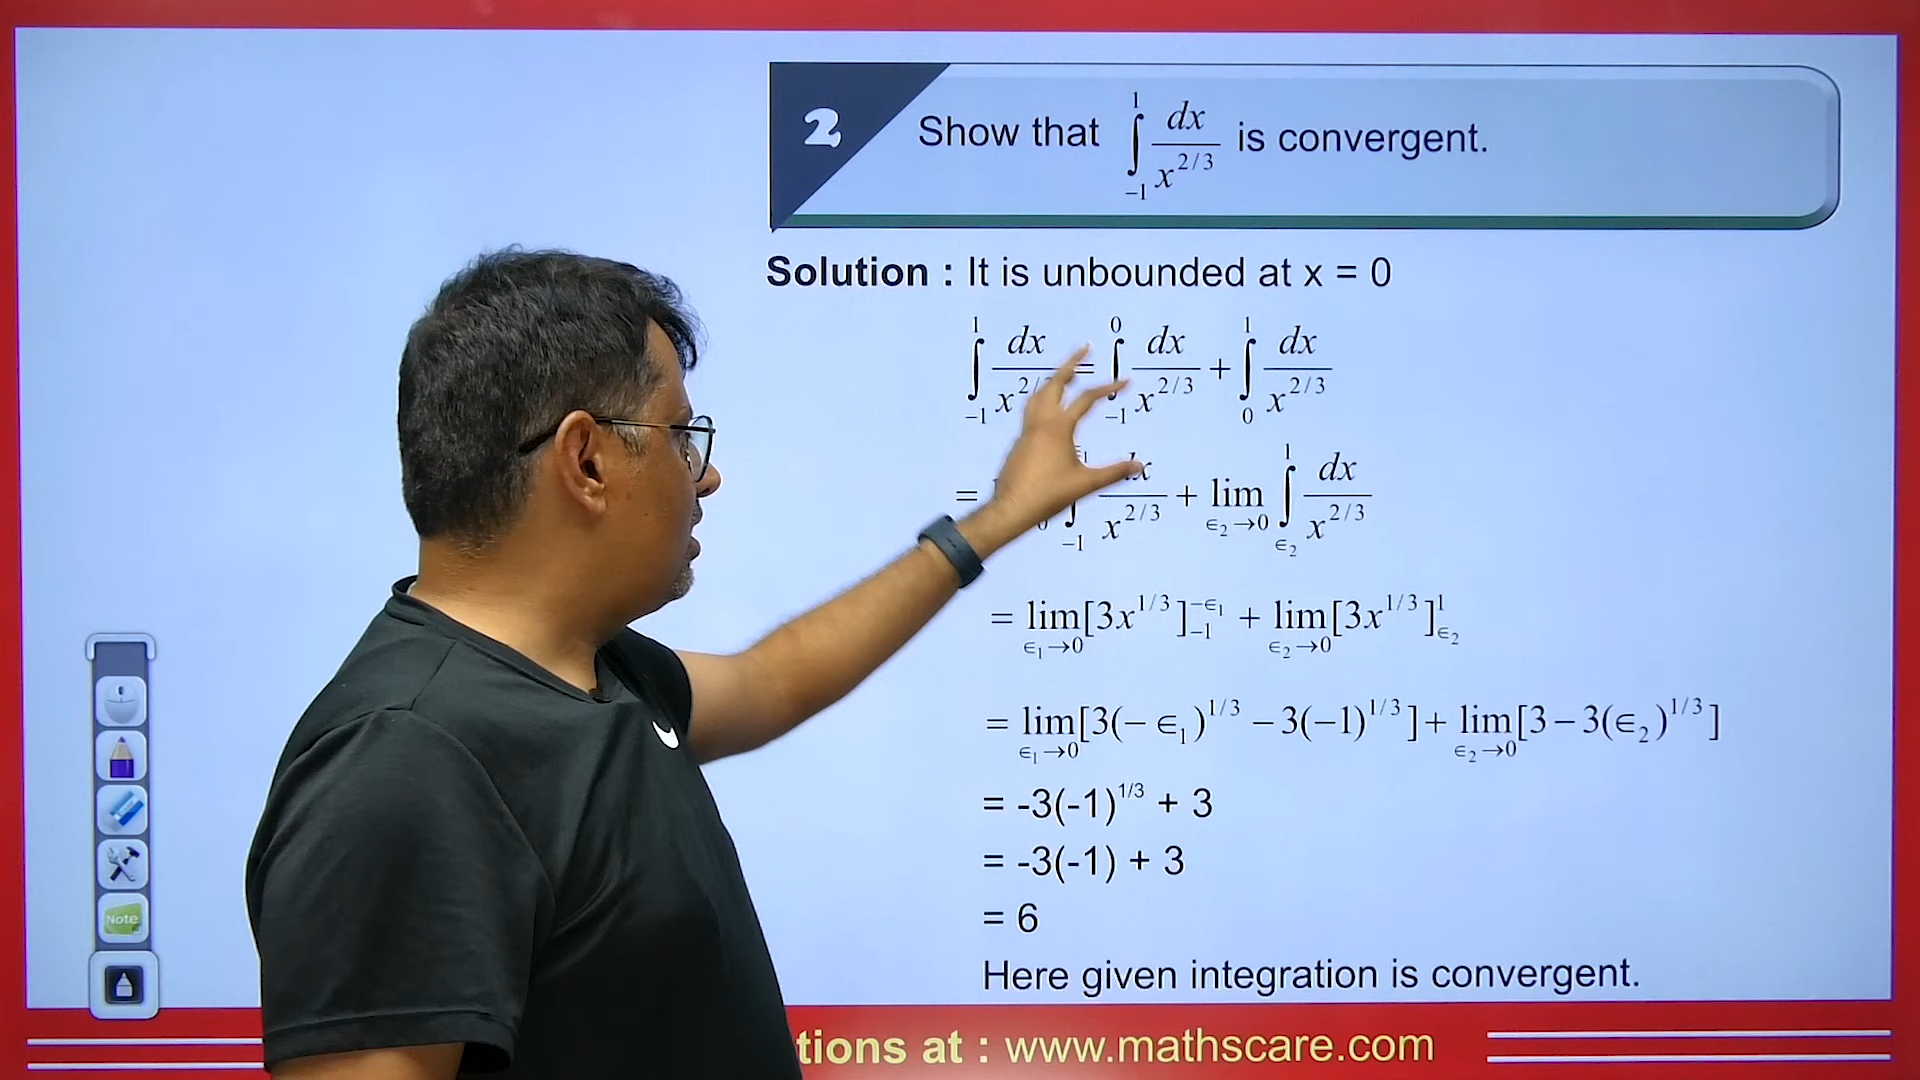 2 Show that ∫_{-1}^{1} dx/x^{2/3} is convergent.
Solution : It is unbounded at x = 0
∫_{-1}^{1} dx/x^{2/3} = ∫_{-1}^{0} dx/x^{2/3} + ∫_{0}^{1} dx/x^{2/3}
= ∫_{-1} dx/x^{2/3} + lim_{∈₂→0} ∫_{∈₂}^{1} dx/x^{2/3}
= lim_{∈₁→0} [3x^{1/3}]_{-1}^{-∈₁} + lim_{∈₂→0} [3x^{1/3}]_{∈₂}^{1}
= lim_{∈₁→0} [3(-∈₁)^{1/3} - 3(-1)^{1/3}] + lim_{∈₂→0} [3 - 3(∈₂)^{1/3}]
= -3(-1)^{1/3} + 3
= -3(-1) + 3
= 6
Here given integration is convergent.
Note
tions at : www.mathscare.com